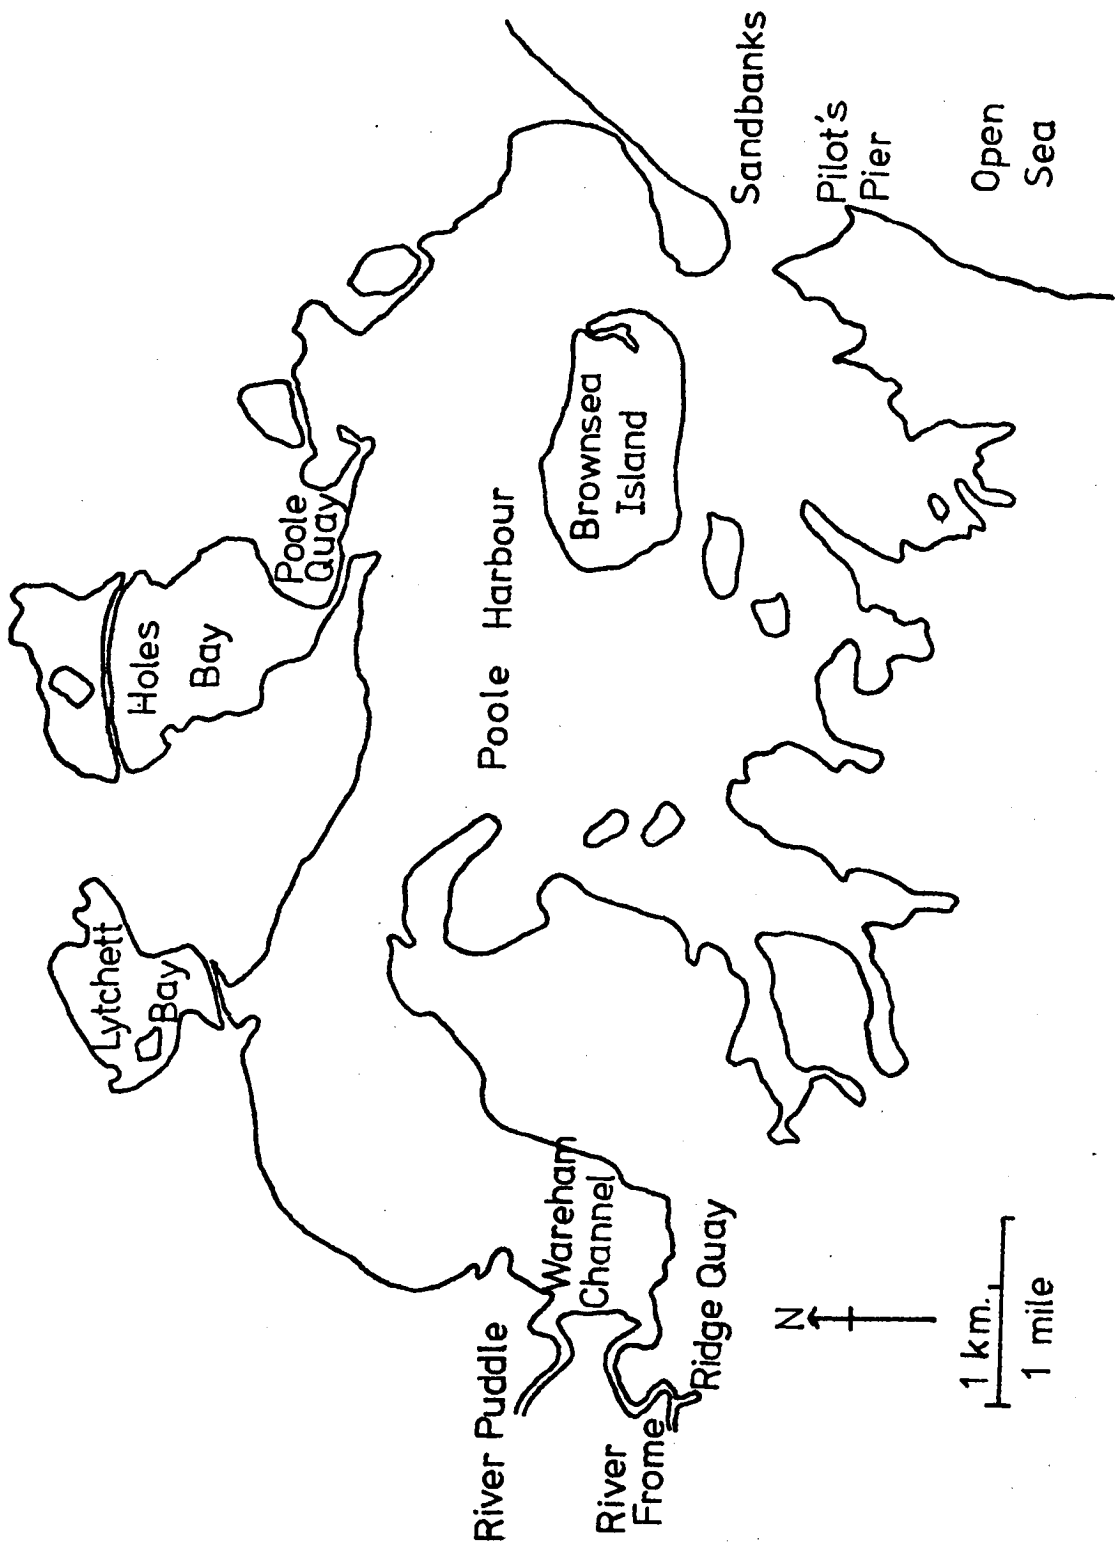 Lytchett
Bay
Holes
Bay
Poole
Quay
Poole Harbour
Brownsea
Island
Sandbanks
Pilot's
Pier
Open
Sea
River Puddle
Wareham
Channel
River
Frome
Ridge Quay
N
1 km.
1 mile